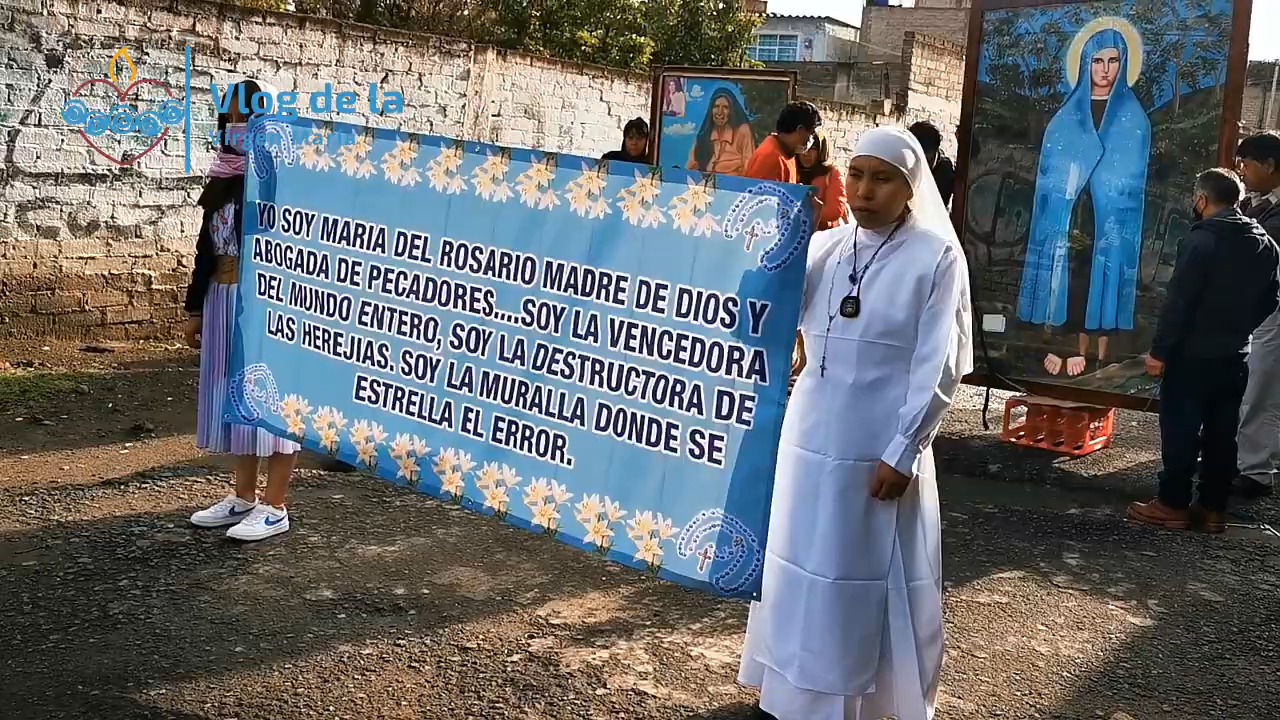 Vlog de la
YO SOY MARIA DEL ROSARIO MADRE DE DIOS Y
ABOGADA DE PECADORES....SOY LA VENCEDORA
DEL MUNDO ENTERO, SOY LA DESTRUCTORA DE
LAS HEREJIAS. SOY LA MURALLA DONDE SE
ESTRELLA EL ERROR.